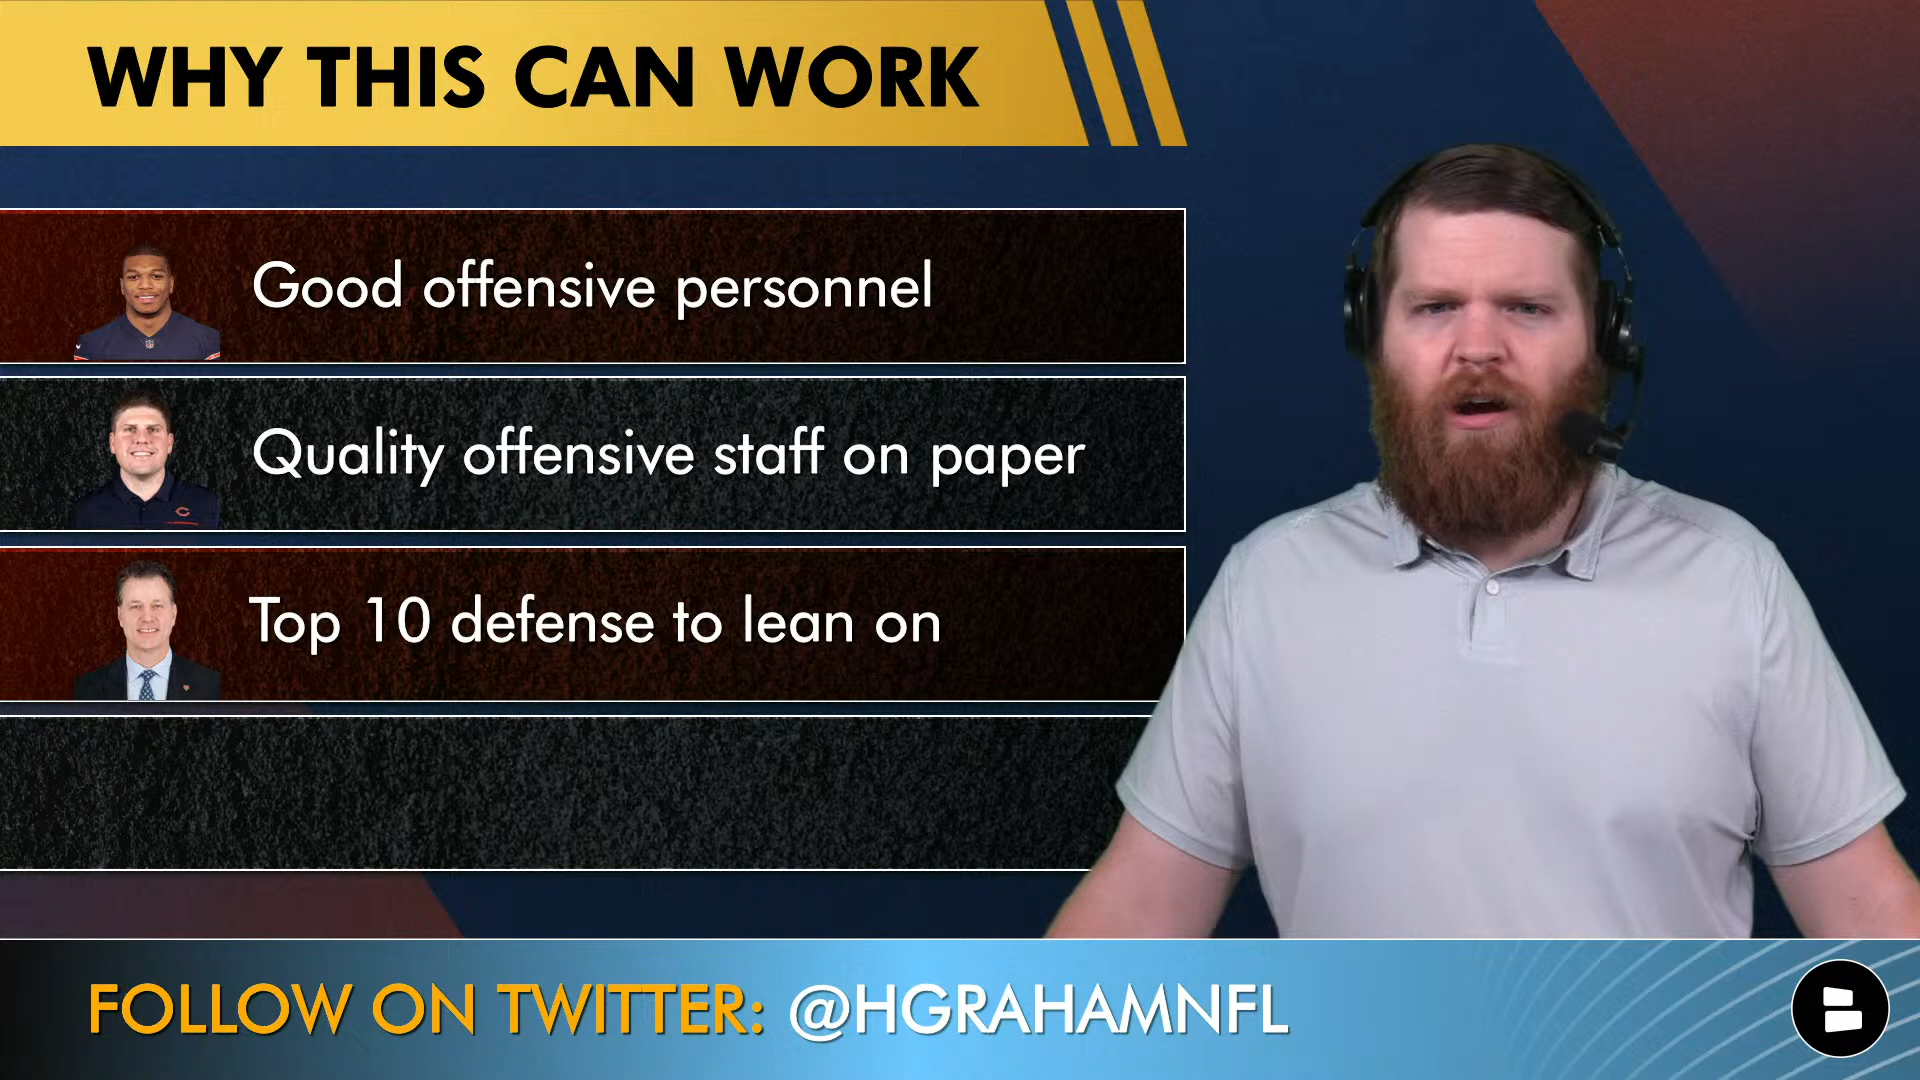 WHY THIS CAN WORK
Good offensive personnel
Quality offensive staff on paper
Top 10 defense to lean on
FOLLOW ON TWITTER: @HGRAHAMNFL